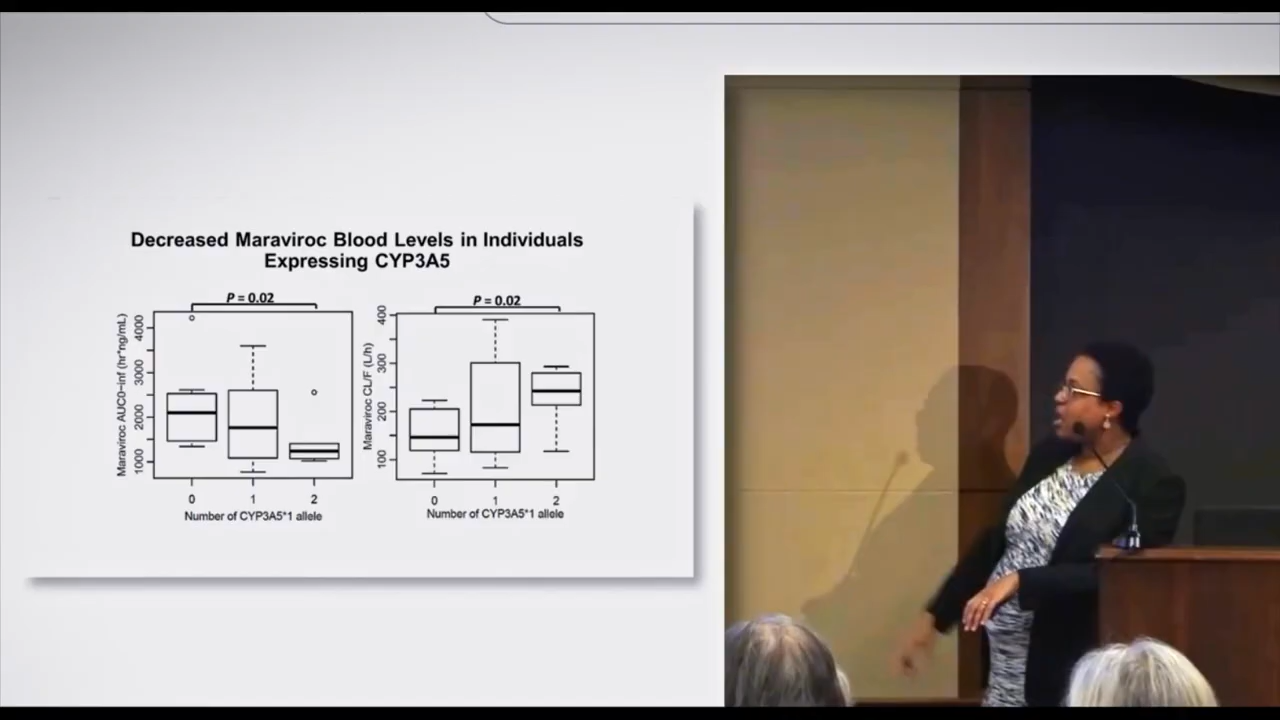 Decreased Maraviroc Blood Levels in Individuals
Expressing CYP3A5
P = 0.02
Maraviroc AUC0-inf (hr*ng/mL)
4000
3000
2000
1000
0 1 2
Number of CYP3A5*1 allele
P = 0.02
Maraviroc CL/F (L/h)
400
300
200
100
0 1 2
Number of CYP3A5*1 allele